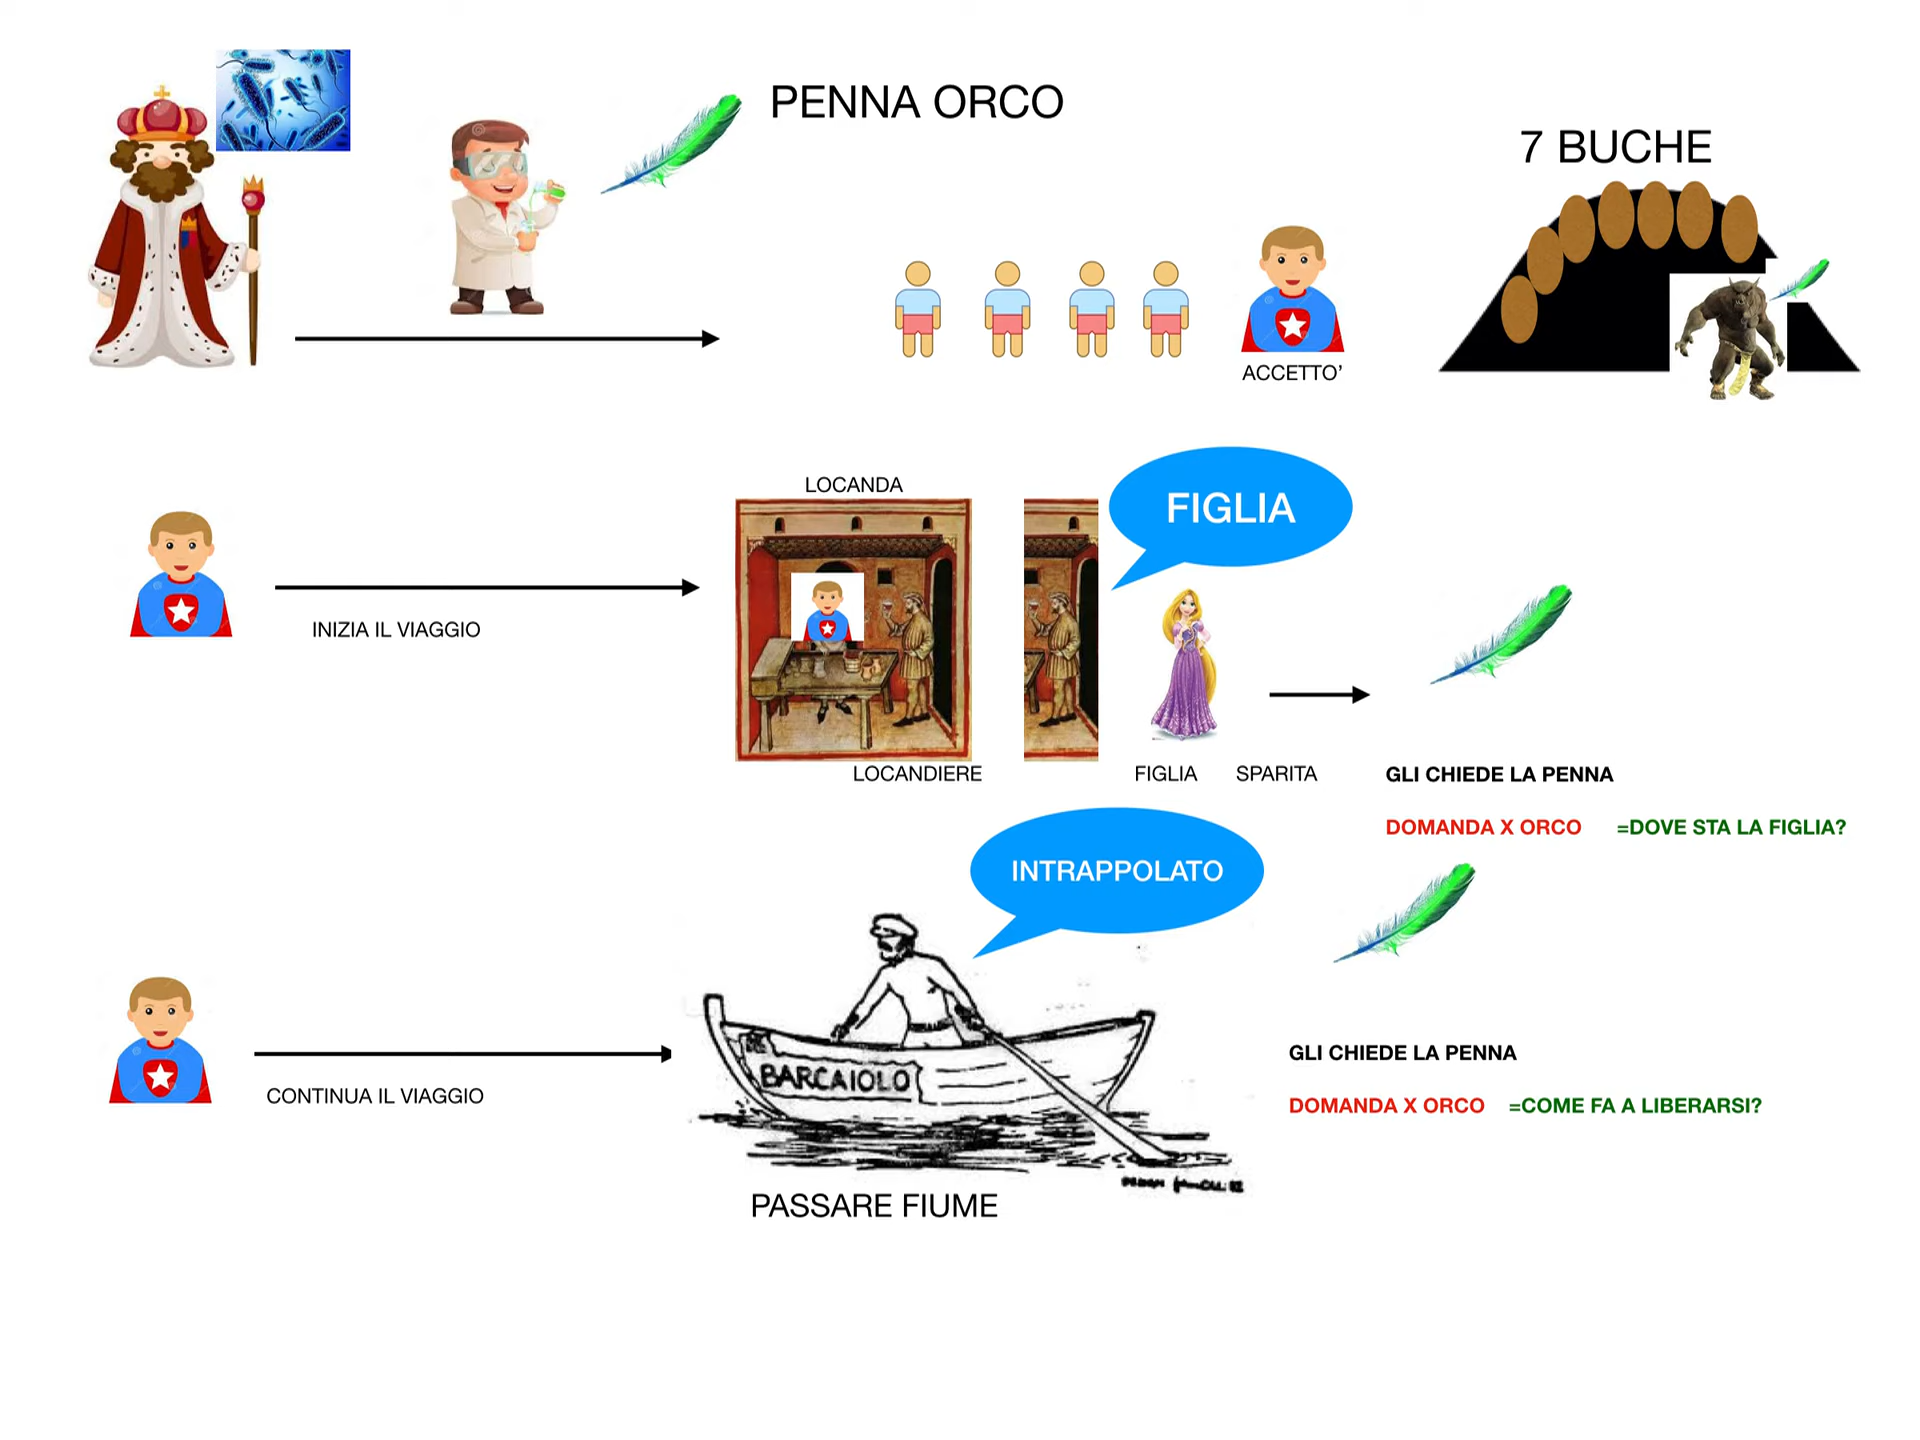 PENNA ORCO
7 BUCHE
ACCETTO’
LOCANDA
FIGLIA
INIZIA IL VIAGGIO
LOCANDIERE
FIGLIA SPARITA
GLI CHIEDE LA PENNA
DOMANDA X ORCO =DOVE STA LA FIGLIA?
INTRAPPOLATO
BARCAIOLO
CONTINUA IL VIAGGIO
GLI CHIEDE LA PENNA
DOMANDA X ORCO =COME FA A LIBERARSI?
PASSARE FIUME